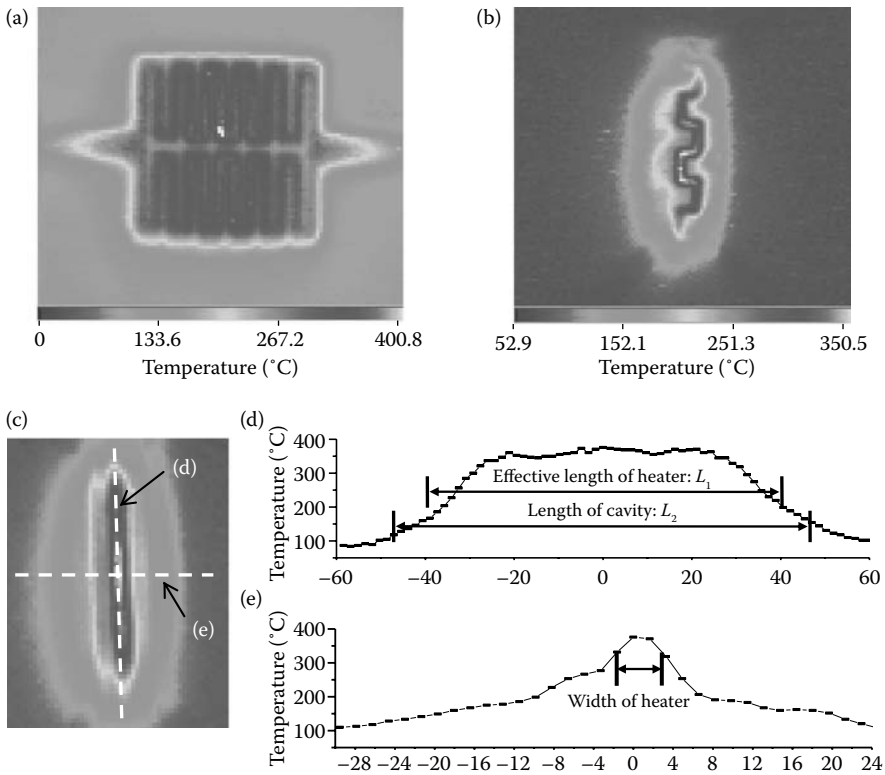 (a)
0 133.6 267.2 400.8
Temperature (˚C)
(b)
52.9 152.1 251.3 350.5
Temperature (˚C)
(c)
(d)
(e)
(d)
Temperature (˚C)
400
300
200
100
Effective length of heater: L₁
Length of cavity: L₂
−60 −40 −20 0 20 40 60
(e)
Temperature (˚C)
400
300
200
100
Width of heater
−28 −24 −20 −16 −12 −8 −4 0 4 8 12 16 20 24